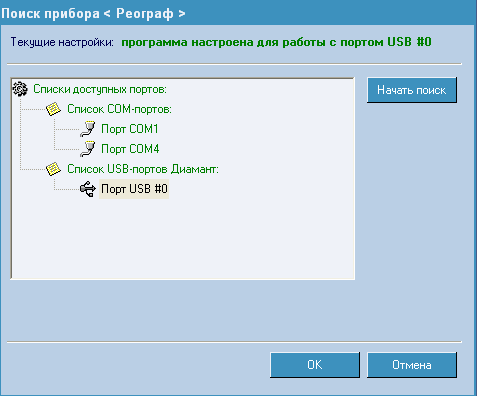 Поиск прибора < Реограф >
Текущие настройки: программа настроена для работы с портом USB #0
Списки доступных портов:
Начать поиск
Список COM-портов:
Порт COM1
Порт COM4
Список USB-портов Диамант:
Порт USB #0
OK
Отмена